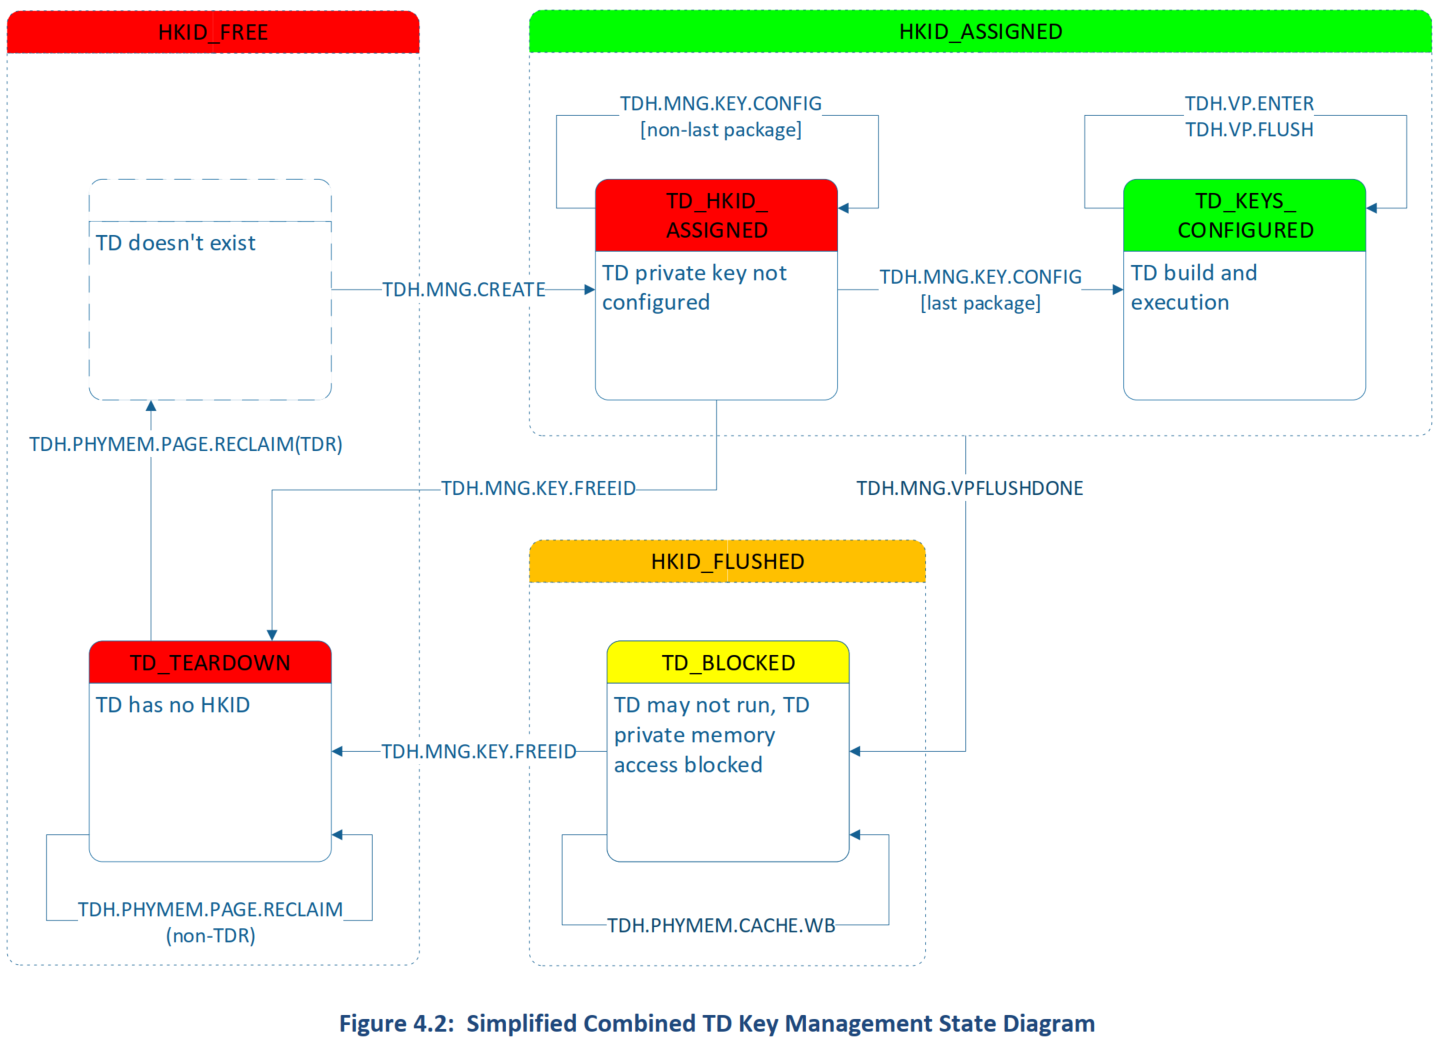 HKID_FREE
HKID_ASSIGNED
TDH.MNG.KEY.CONFIG
[non-last package]
TDH.VP.ENTER
TDH.VP.FLUSH
TD doesn't exist
TDH.MNG.CREATE
TD_HKID_
ASSIGNED
TD private key not
configured
TDH.MNG.KEY.CONFIG
[last package]
TD_KEYS_
CONFIGURED
TD build and
execution
TDH.PHYMEM.PAGE.RECLAIM(TDR)
TDH.MNG.KEY.FREEID
TDH.MNG.VPFLUSHDONE
HKID_FLUSHED
TD_TEARDOWN
TD has no HKID
TD_BLOCKED
TD may not run, TD
private memory
access blocked
TDH.MNG.KEY.FREEID
TDH.PHYMEM.PAGE.RECLAIM
(non-TDR)
TDH.PHYMEM.CACHE.WB
Figure 4.2: Simplified Combined TD Key Management State Diagram